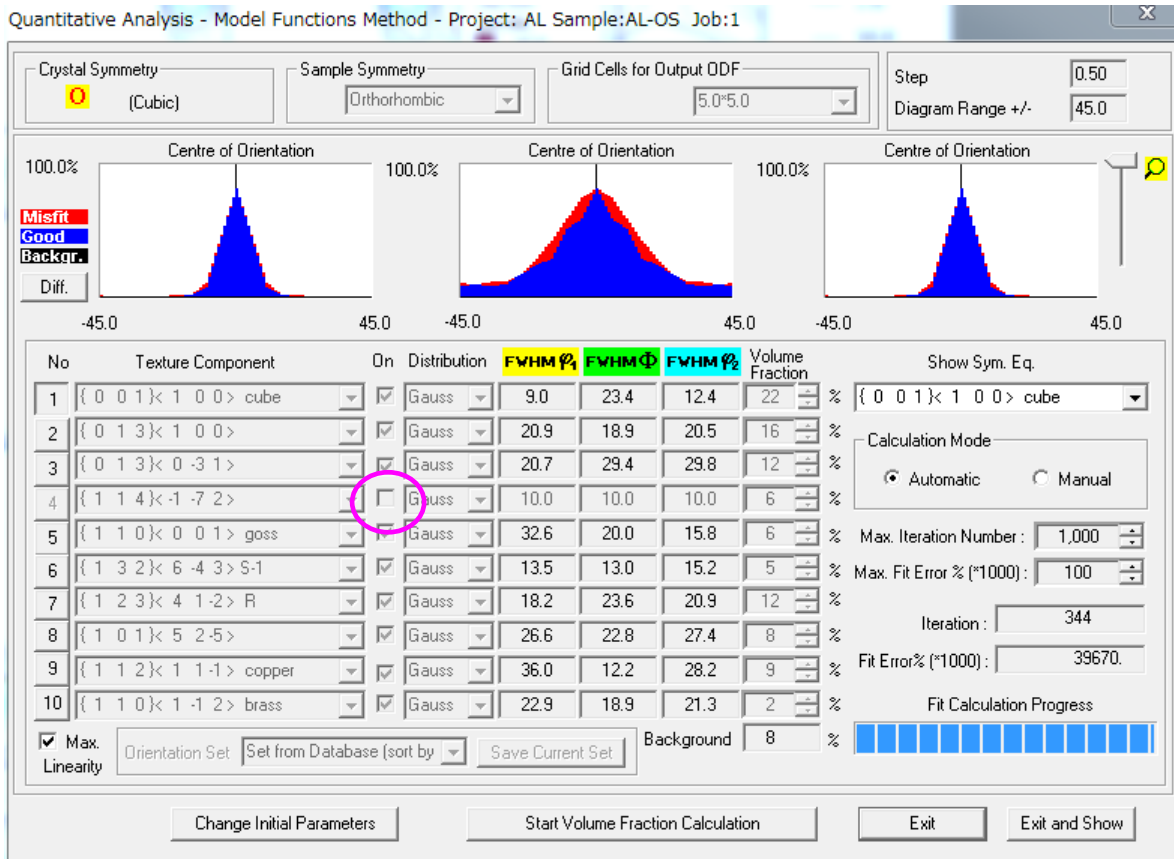 Quantitative Analysis - Model Functions Method - Project: AL Sample:AL-OS Job:1
X
Crystal Symmetry
O (Cubic)
Sample Symmetry
Orthorhombic
Grid Cells for Output ODF
5.0*5.0
Step 0.50
Diagram Range +/- 45.0
Centre of Orientation Centre of Orientation Centre of Orientation
100.0% 100.0% 100.0%
Misfit
Good
Backgr.
Diff.
-45.0 45.0 -45.0 45.0 -45.0 45.0
No Texture Component On Distribution FWHM φ1 FWHM Φ FWHM φ2 Volume Fraction Show Sym. Eq.
1 { 0 0 1}< 1 0 0> cube Gauss 9.0 23.4 12.4 22 % { 0 0 1}< 1 0 0> cube
2 { 0 1 3}< 1 0 0> Gauss 20.9 18.9 20.5 16 %
Calculation Mode
3 { 0 1 3}< 0 -3 1> Gauss 20.7 29.4 29.8 12 %
Automatic Manual
4 { 1 1 4}< -1 -7 2> Gauss 10.0 10.0 10.0 6 %
5 { 1 1 0}< 0 0 1> goss Gauss 32.6 20.0 15.8 6 % Max. Iteration Number : 1,000
6 { 1 3 2}< 6 -4 3> S-1 Gauss 13.5 13.0 15.2 5 % Max. Fit Error % (*1000) : 100
7 { 1 2 3}< 4 1 -2> R Gauss 18.2 23.6 20.9 12 %
Iteration : 344
8 { 1 0 1}< 5 2 -5> Gauss 26.6 22.8 27.4 8 %
Fit Error% (*1000) : 39670.
9 { 1 1 2}< 1 1 -1> copper Gauss 36.0 12.2 28.2 9 %
10 { 1 1 0}< 1 -1 2> brass Gauss 22.9 18.9 21.3 2 % Fit Calculation Progress
Max. Linearity Orientation Set Set from Database (sort by Save Current Set Background 8 %
Change Initial Parameters Start Volume Fraction Calculation Exit Exit and Show